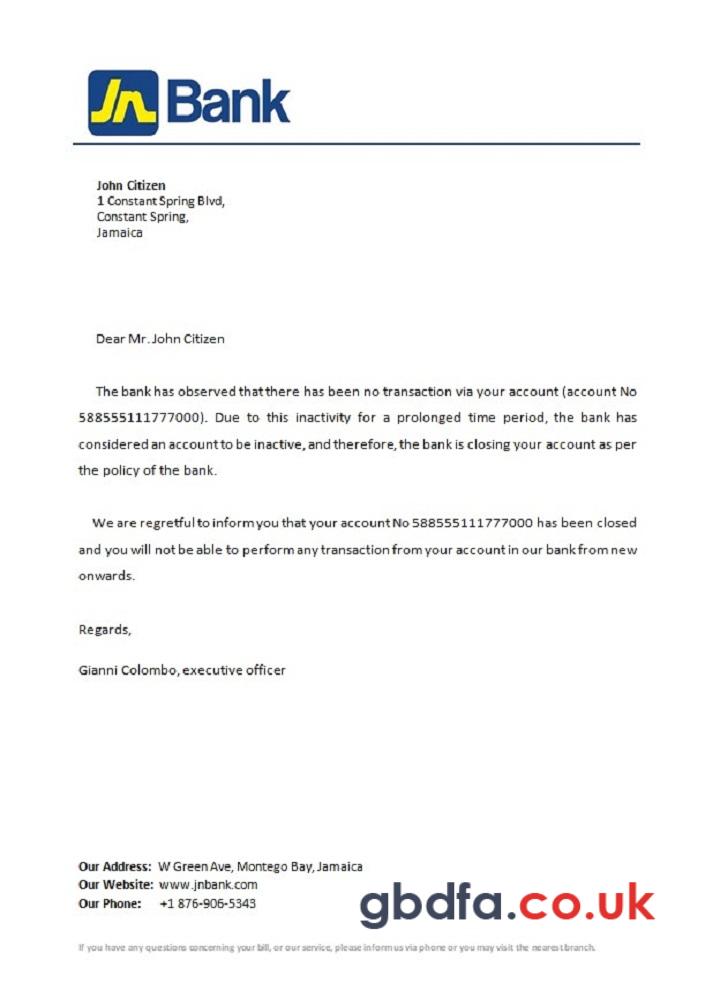 Jn Bank
John Citizen
1 Constant Spring Blvd,
Constant Spring,
Jamaica
Dear Mr. John Citizen
The bank has observed that there has been no transaction via your account (account No
588555111777000). Due to this inactivity for a prolonged time period, the bank has
considered an account to be inactive, and therefore, the bank is closing your account as per
the policy of the bank.
We are regretful to inform you that your account No 588555111777000 has been closed
and you will not be able to perform any transaction from your account in our bank from new
onwards.
Regards,
Gianni Colombo, executive officer
Our Address: W Green Ave, Montego Bay, Jamaica
Our Website: www.jnbank.com
Our Phone: +1 876-906-5343
gbdfa.co.uk
If you have any questions concerning your bill, or our service, please inform us via phone or you may visit the nearest branch.